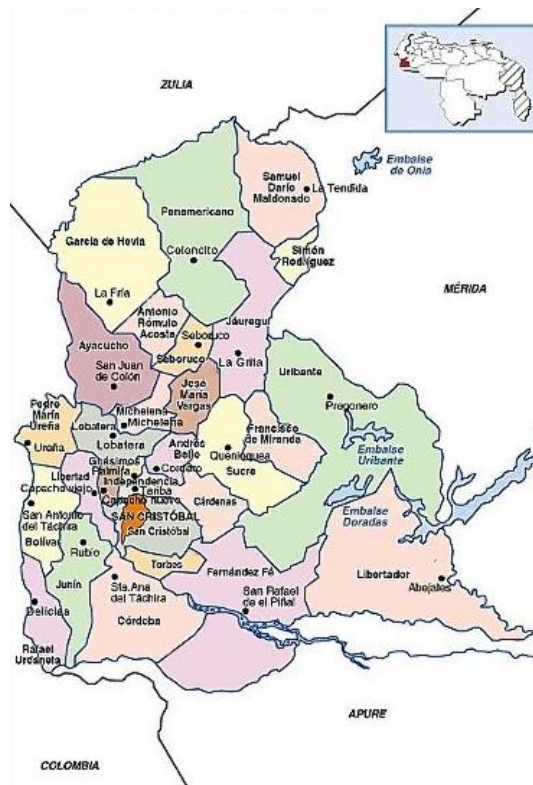 ZULIA
Embalse
de Onia
Samuel
Darío
Maldonado
La Tendida
Panamericano
García de Hevia
Coloncito
Simón
Rodríguez
MÉRIDA
La Fría
Antonio
Rómulo
Acosta
Jáuregui
Seboruco
Seboruco
La Grita
Ayacucho
San Juan
de Colón
José
María
Vargas
Uribante
Pregonero
Pedro
María
Ureña
Ureña
Michelena
Michelena
Lobatera
Lobatera
Andrés
Bello
Cordero
Francisco
de Miranda
Queniquea
Sucre
Embalse
Uribante
Guásimos
Palmira
Libertad
Independencia
Capacho viejo
Tariba
Capacho nuevo
Cárdenas
Embalse
Doradas
San Antonio
del Táchira
Bolívar
SAN CRISTÓBAL
San Cristóbal
Rubio
Torbes
Junín
Sta. Ana
del Táchira
Fernández Fé
San Rafael
de el Piñal
Libertador
Abejales
Delicias
Córdoba
Rafael
Urdaneta
APURE
COLOMBIA